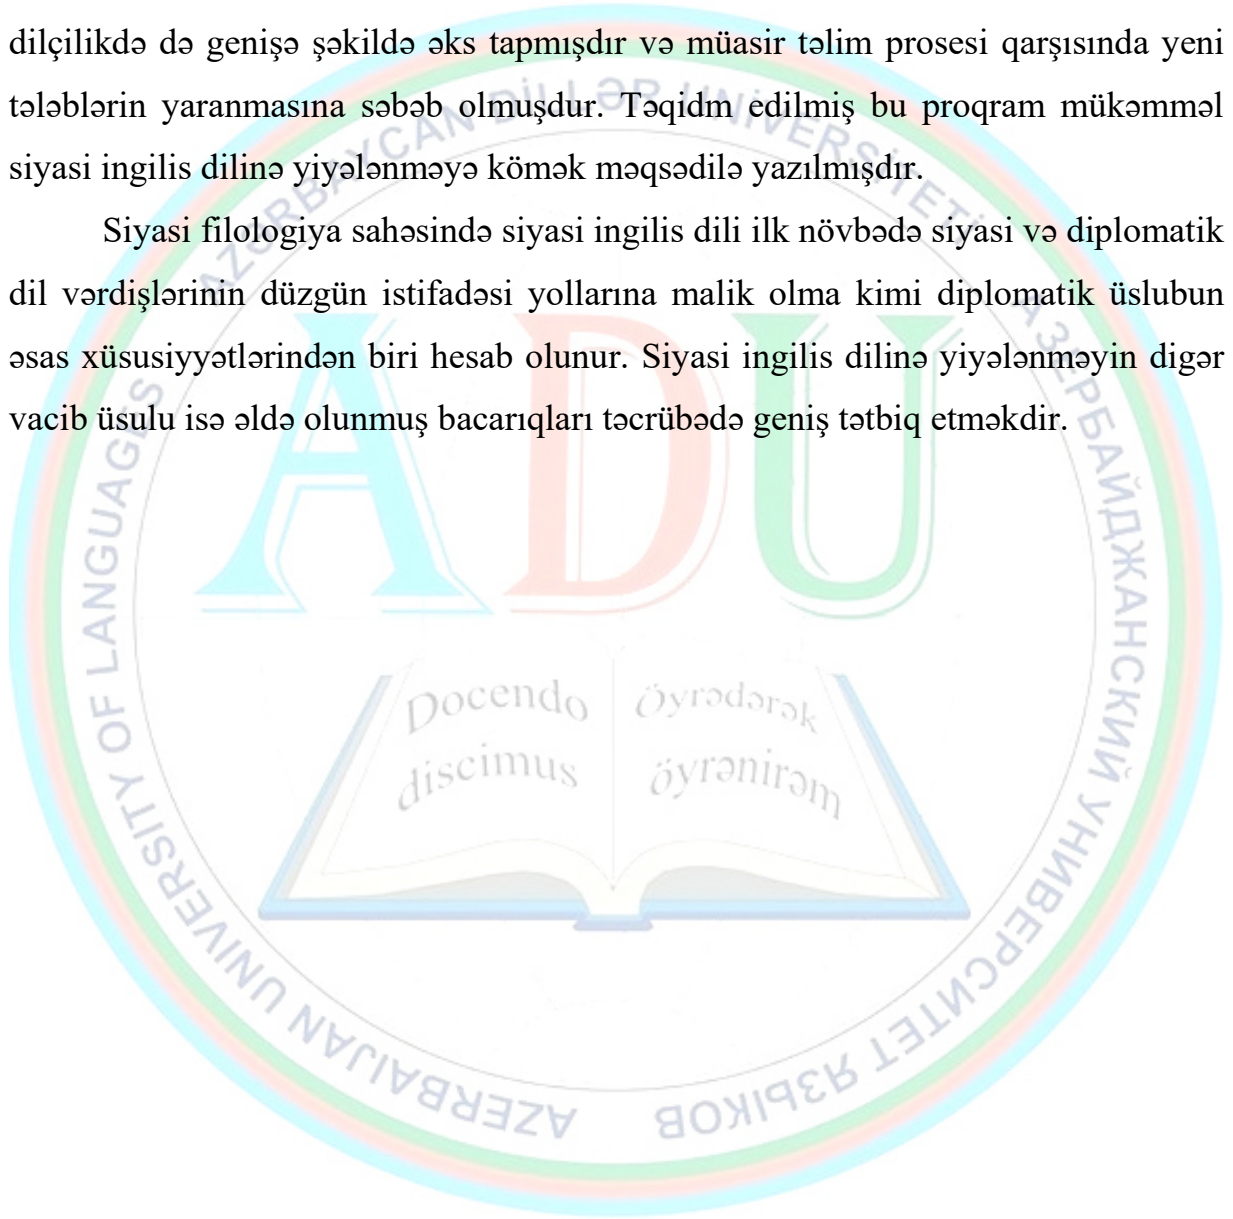 dilçilikdə də genişə şəkildə əks tapmışdır və müasir təlim prosesi qarşısında yeni
tələblərin yaranmasına səbəb olmuşdur. Təqidm edilmiş bu proqram mükəmməl
siyasi ingilis dilinə yiyələnməyə kömək məqsədilə yazılmışdır.
Siyasi filologiya sahəsində siyasi ingilis dili ilk növbədə siyasi və diplomatik
dil vərdişlərinin düzgün istifadəsi yollarına malik olma kimi diplomatik üslubun
əsas xüsusiyyətlərindən biri hesab olunur. Siyasi ingilis dilinə yiyələnməyin digər
vacib üsulu isə əldə olunmuş bacarıqları təcrübədə geniş tətbiq etməkdir.
AZƏRBAYCAN DİLLƏR UNİVERSİTETİ
АЗЕРБАЙДЖАНСКИЙ УНИВЕРСИТЕТ ЯЗЫКОВ
AZERBAIJAN UNIVERSITY OF LANGUAGES
ADU
Docendo
discimus
Öyrədərək
öyrənirəm